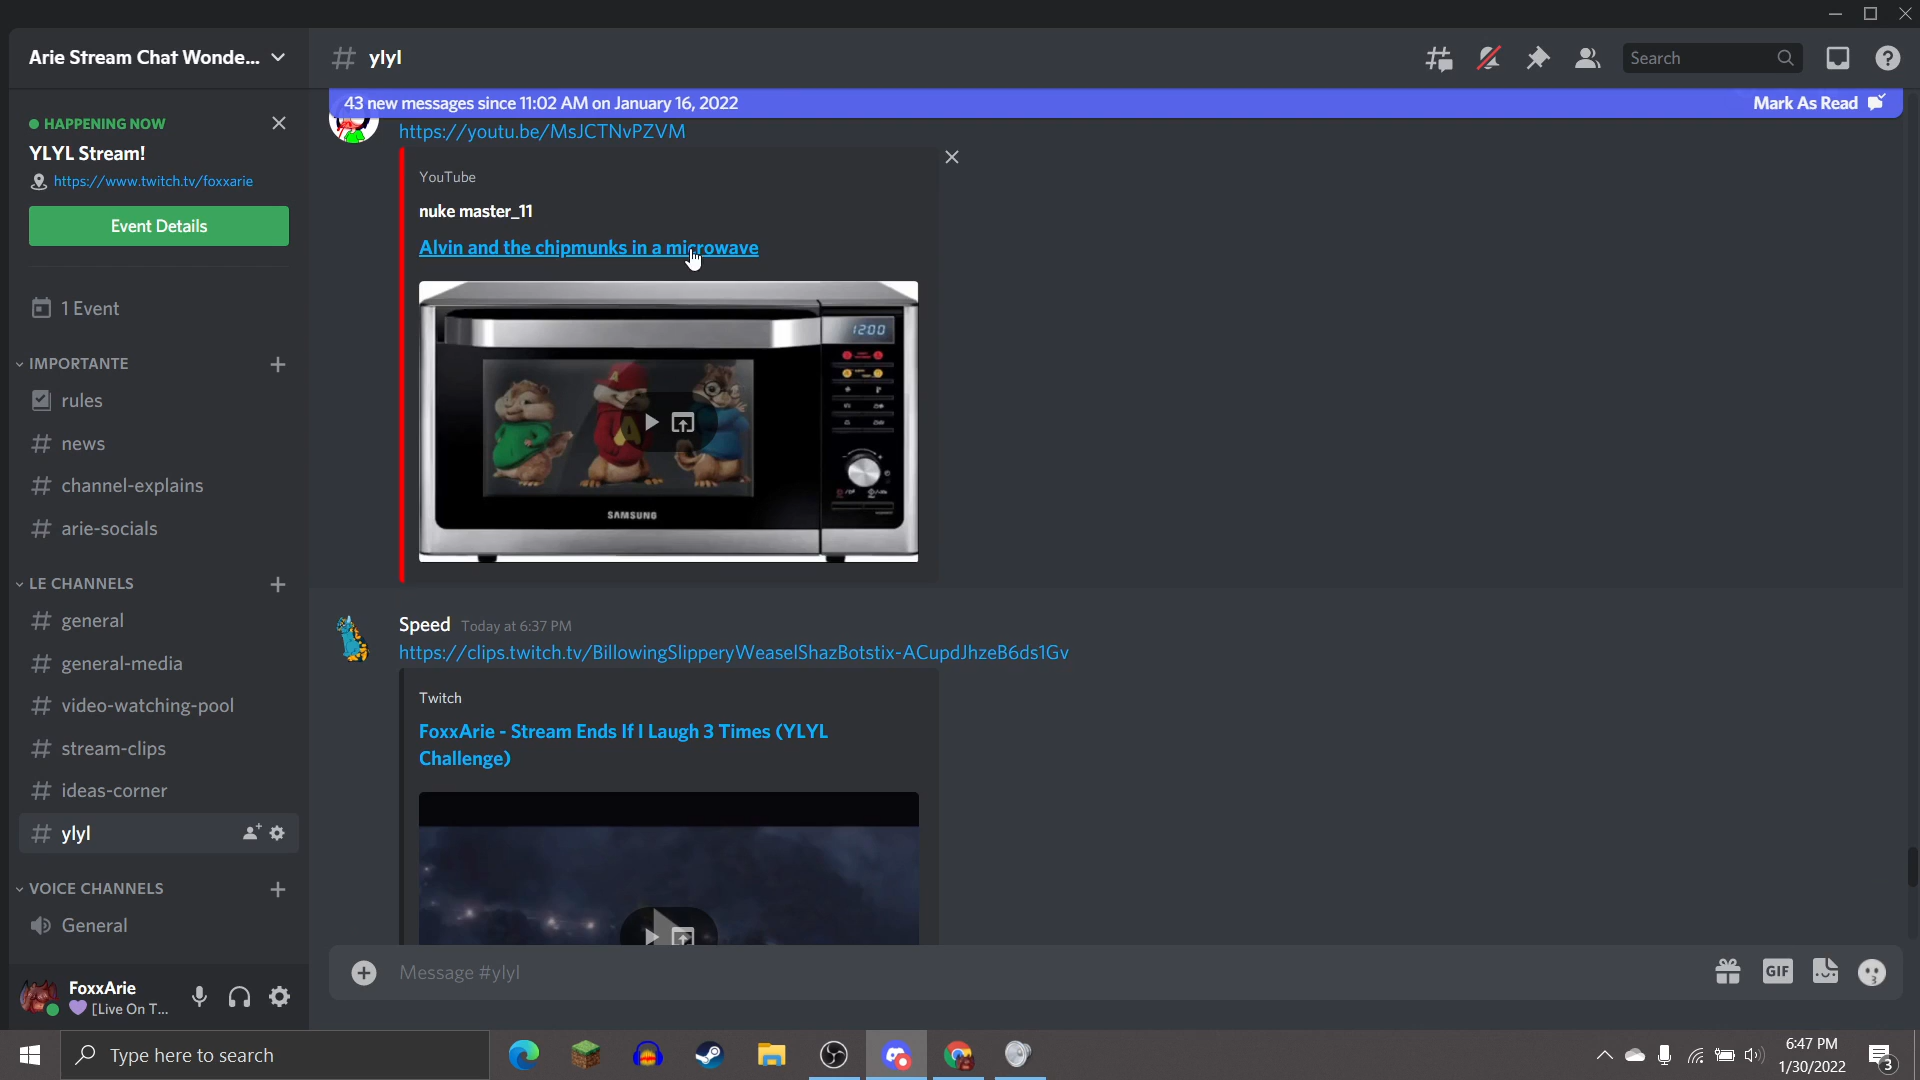 Arie Stream Chat Wonde...
ylyl
Search
HAPPENING NOW
YLYL Stream!
https://www.twitch.tv/foxxarie
Event Details
1 Event
IMPORTANTE
rules
news
channel-explains
arie-socials
LE CHANNELS
general
general-media
video-watching-pool
stream-clips
ideas-corner
ylyl
VOICE CHANNELS
General
FoxxArie
[Live On T...
43 new messages since 11:02 AM on January 16, 2022
Mark As Read
https://youtu.be/MsJCTNvPZVM
YouTube
nuke master_11
Alvin and the chipmunks in a microwave
1200
A
SAMSUNG
Speed Today at 6:37 PM
https://clips.twitch.tv/BillowingSlipperyWeaselShazBotstix-ACupdJhzeB6ds1Gv
Twitch
FoxxArie - Stream Ends If I Laugh 3 Times (YLYL
Challenge)
Message #ylyl
GIF
Type here to search
6:47 PM
1/30/2022
3